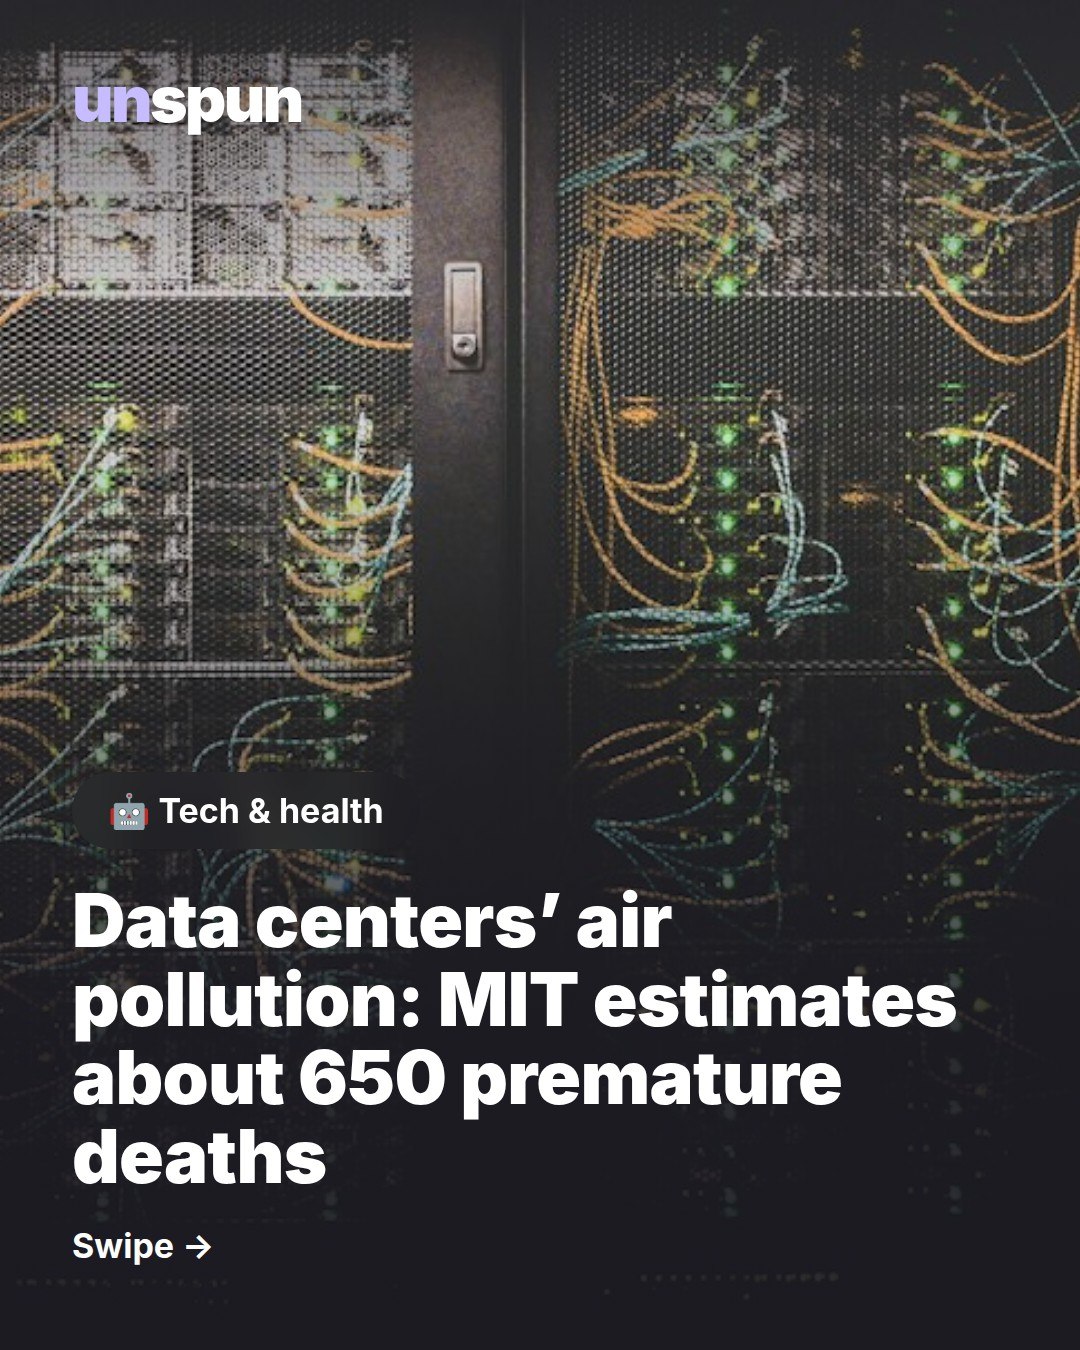 unspun
🤖 Tech & health
Data centers’ air
pollution: MIT estimates
about 650 premature
deaths
Swipe →